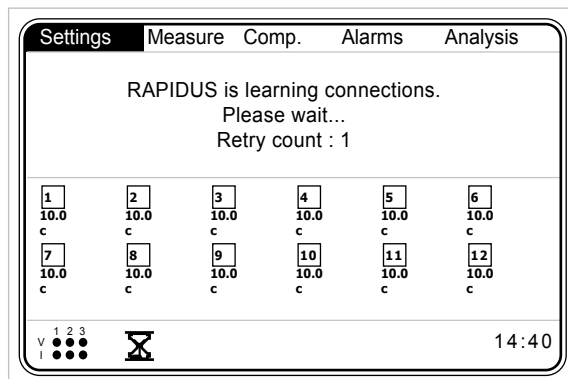 Settings Measure Comp. Alarms Analysis
RAPIDUS is learning connections.
Please wait...
Retry count : 1
1 2 3 4 5 6
10.0 10.0 10.0 10.0 10.0 10.0
c c c c c c
7 8 9 10 11 12
10.0 10.0 10.0 10.0 10.0 10.0
c c c c c c
1 2 3
V
I
14:40